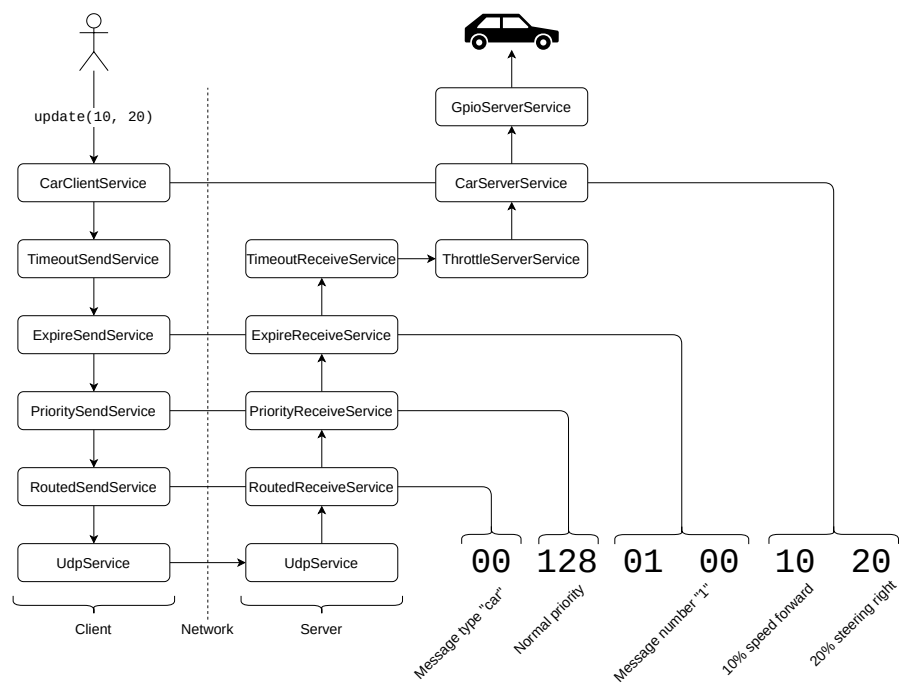 GpioServerService
update(10, 20)
CarClientService
CarServerService
TimeoutSendService
TimeoutReceiveService
ThrottleServerService
ExpireSendService
ExpireReceiveService
PrioritySendService
PriorityReceiveService
RoutedSendService
RoutedReceiveService
UdpService
UdpService
00 128 01 00 10 20
Client
Network
Server
Message type "car"
Normal priority
Message number "1"
10% speed forward
20% steering right